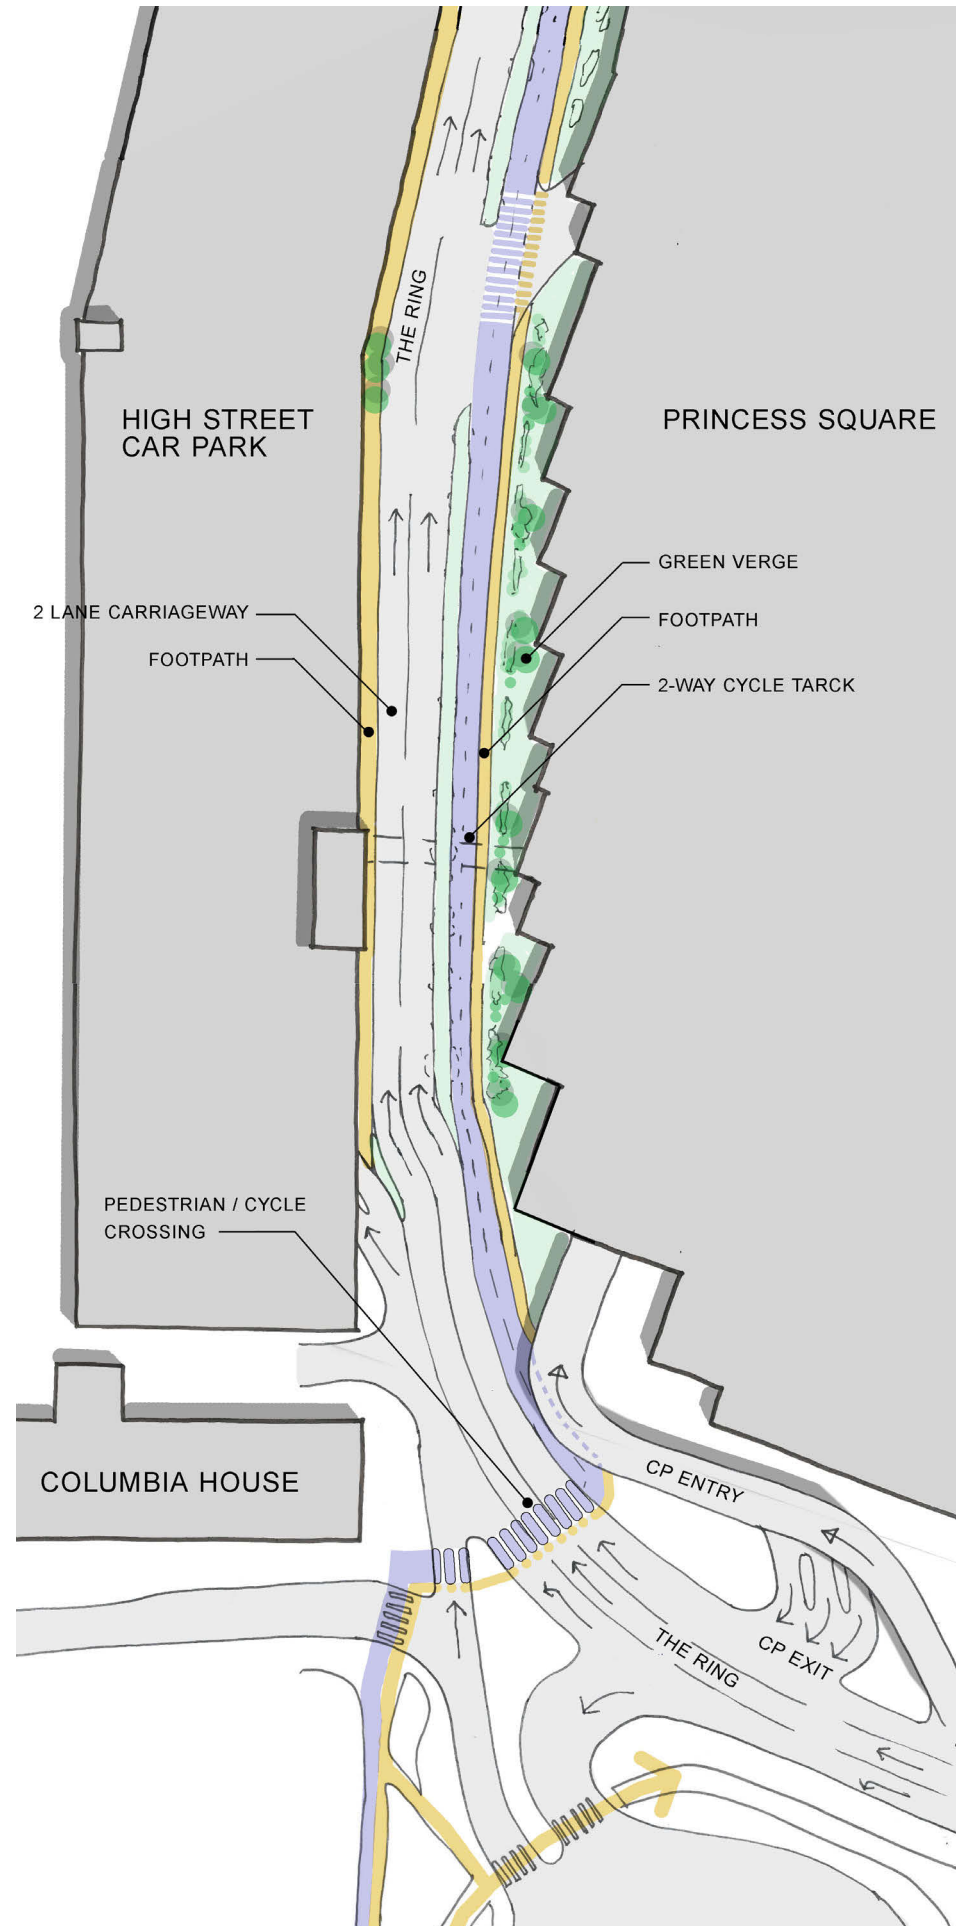 THE RING
HIGH STREET
CAR PARK
PRINCESS SQUARE
GREEN VERGE
2 LANE CARRIAGEWAY
FOOTPATH
FOOTPATH
2-WAY CYCLE TARCK
PEDESTRIAN / CYCLE
CROSSING
COLUMBIA HOUSE
CP ENTRY
CP EXIT
THE RING